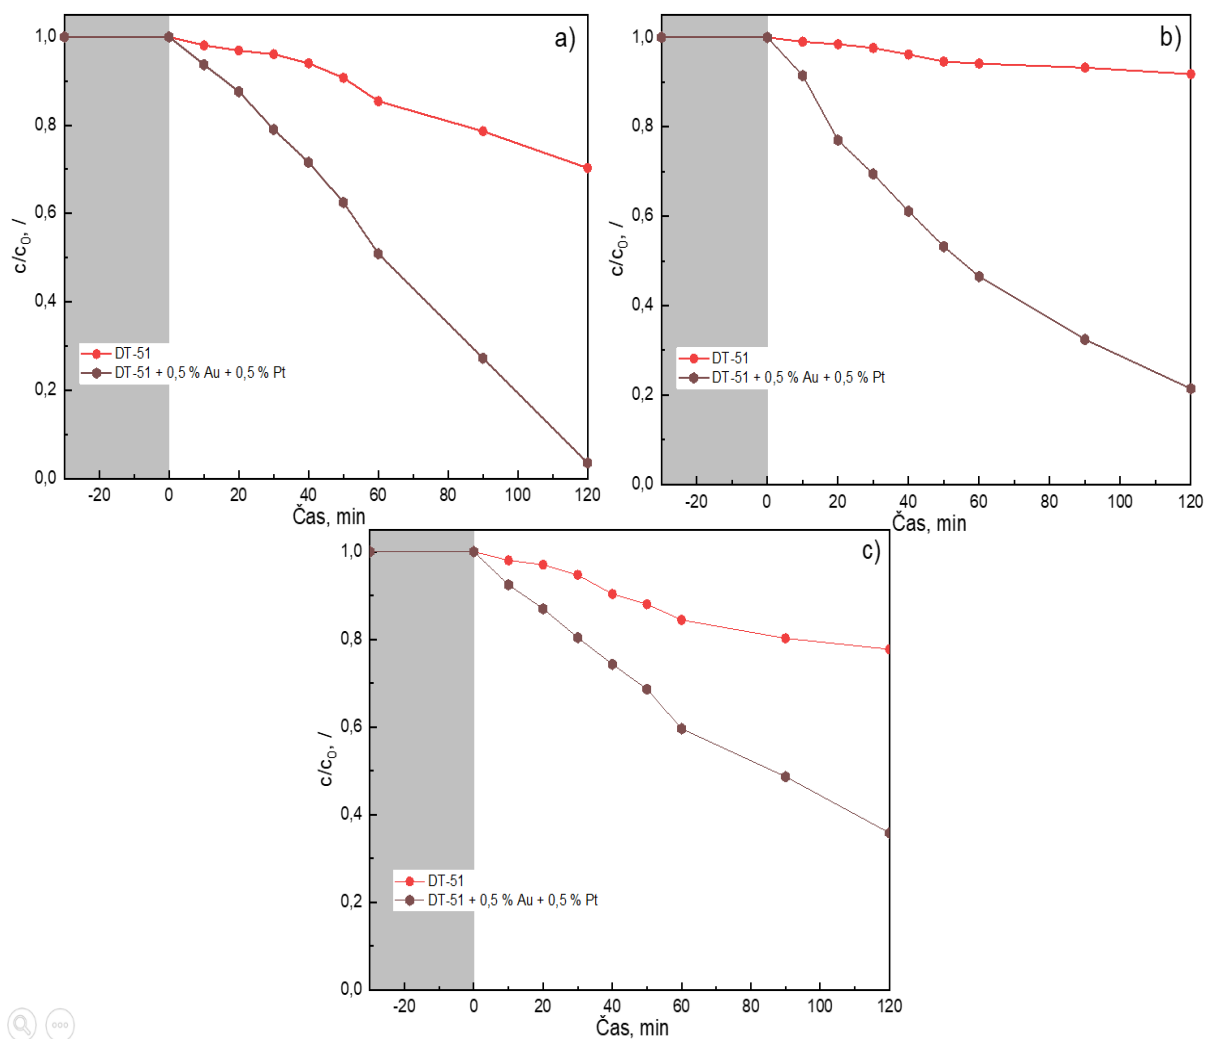 a)
1,0
0,8
0,6
0,4
0,2
0,0
c/c0, /
DT-51
DT-51 + 0,5 % Au + 0,5 % Pt
-20 0 20 40 60 80 100 120
Čas, min
b)
1,0
0,8
0,6
0,4
0,2
0,0
c/c0, /
DT-51
DT-51 + 0,5 % Au + 0,5 % Pt
-20 0 20 40 60 80 100 120
Čas, min
c)
1,0
0,8
0,6
0,4
0,2
0,0
c/c0, /
DT-51
DT-51 + 0,5 % Au + 0,5 % Pt
-20 0 20 40 60 80 100 120
Čas, min